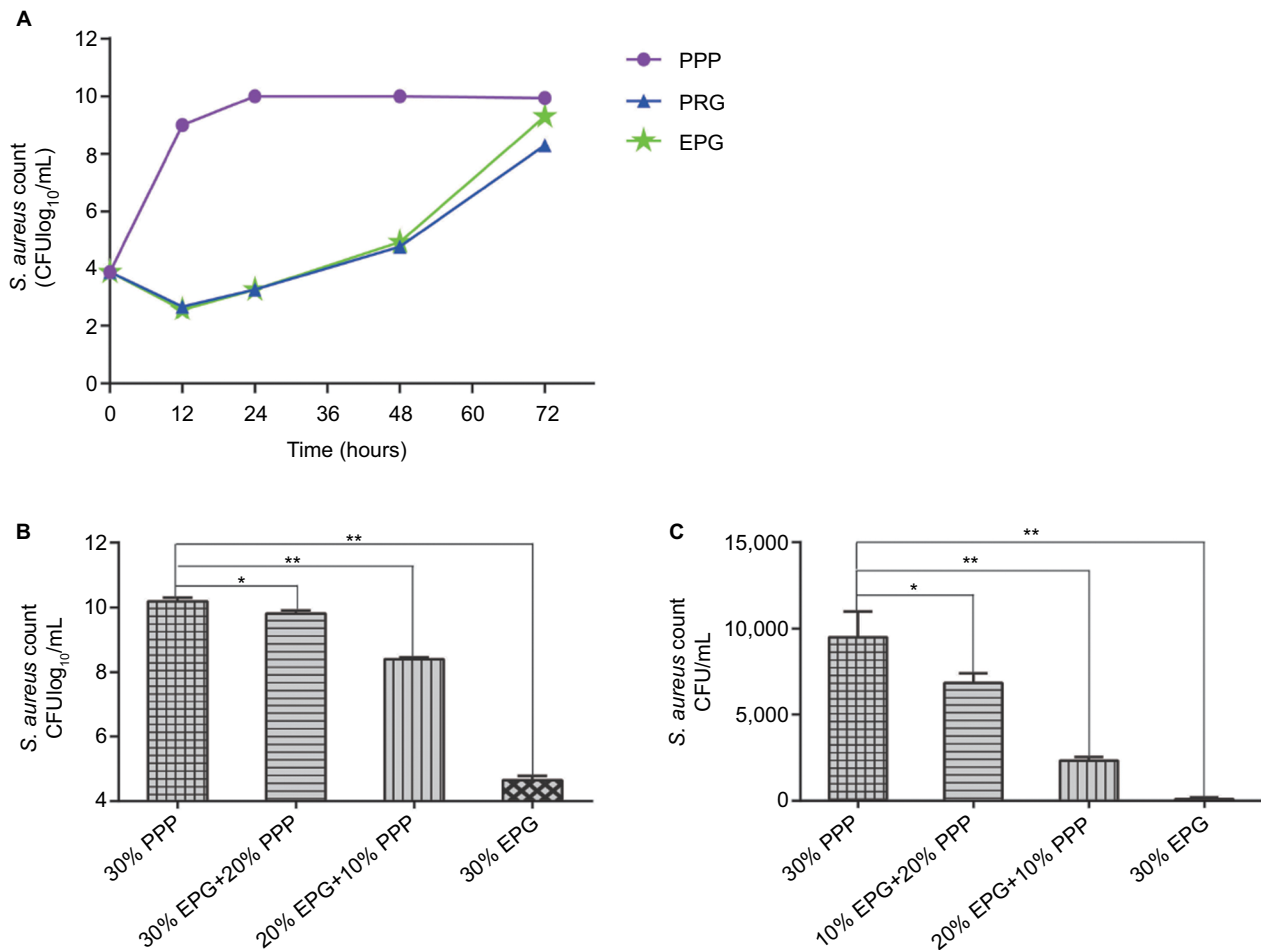 A
12
10
8
6
4
2
0
S. aureus count
(CFUlog₁₀/mL)
0 12 24 36 48 60 72
Time (hours)
PPP
PRG
EPG
B
12
10
8
6
4
S. aureus count
CFUlog₁₀/mL
**
**
*
30% PPP
30% EPG+20% PPP
20% EPG+10% PPP
30% EPG
C
15,000
10,000
5,000
0
S. aureus count
CFU/mL
**
**
*
30% PPP
10% EPG+20% PPP
20% EPG+10% PPP
30% EPG